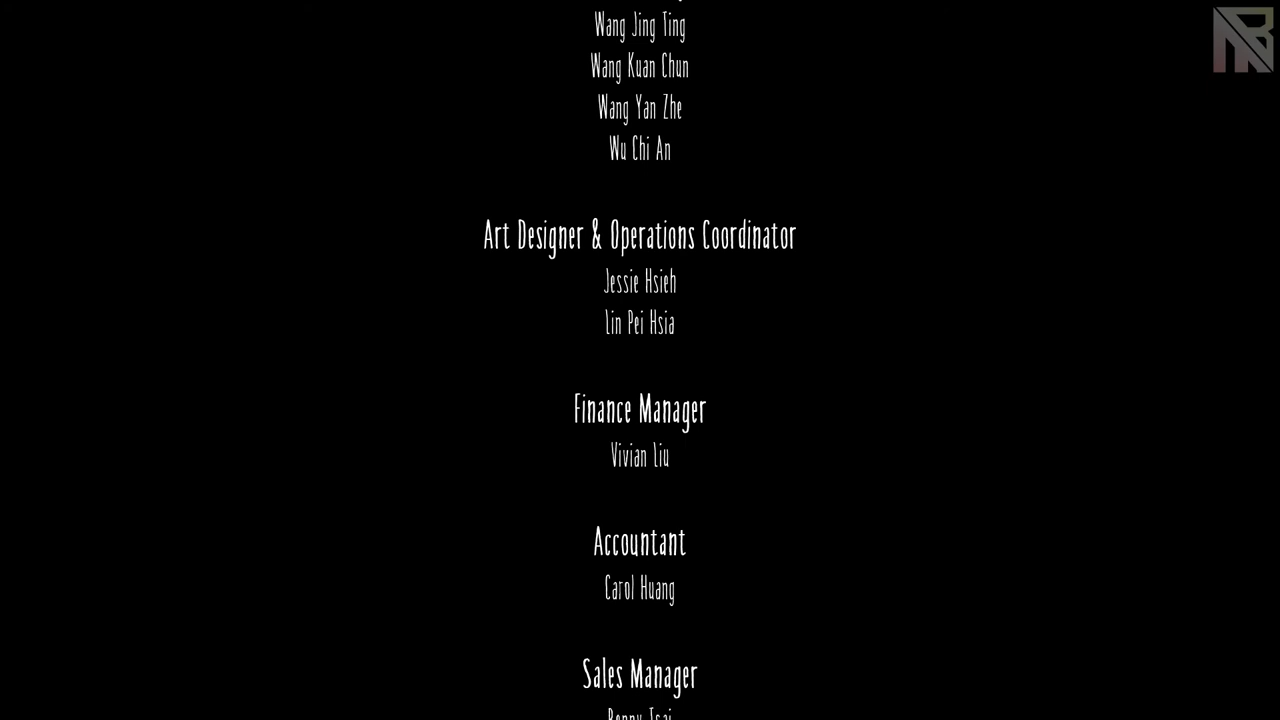 Wang Jing Ting
Wang Kuan Chun
Wang Yan Zhe
Wu Chi An
Art Designer & Operations Coordinator
Jessie Hsieh
Lin Pei Hsia
Finance Manager
Vivian Liu
Accountant
Carol Huang
Sales Manager